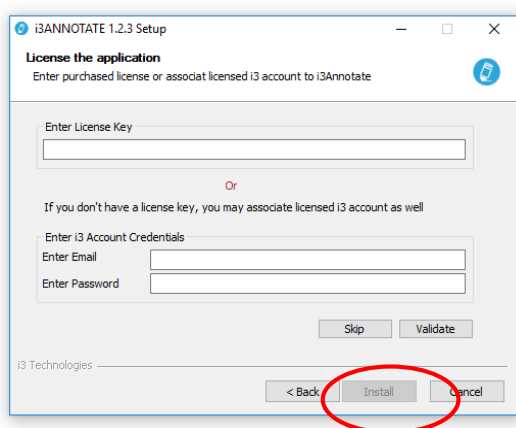 i3ANNOTATE 1.2.3 Setup
License the application
Enter purchased license or associat licensed i3 account to i3Annotate
Enter License Key
Or
If you don't have a license key, you may associate licensed i3 account as well
Enter i3 Account Credentials
Enter Email
Enter Password
Skip Validate
i3 Technologies
< Back Install Cancel